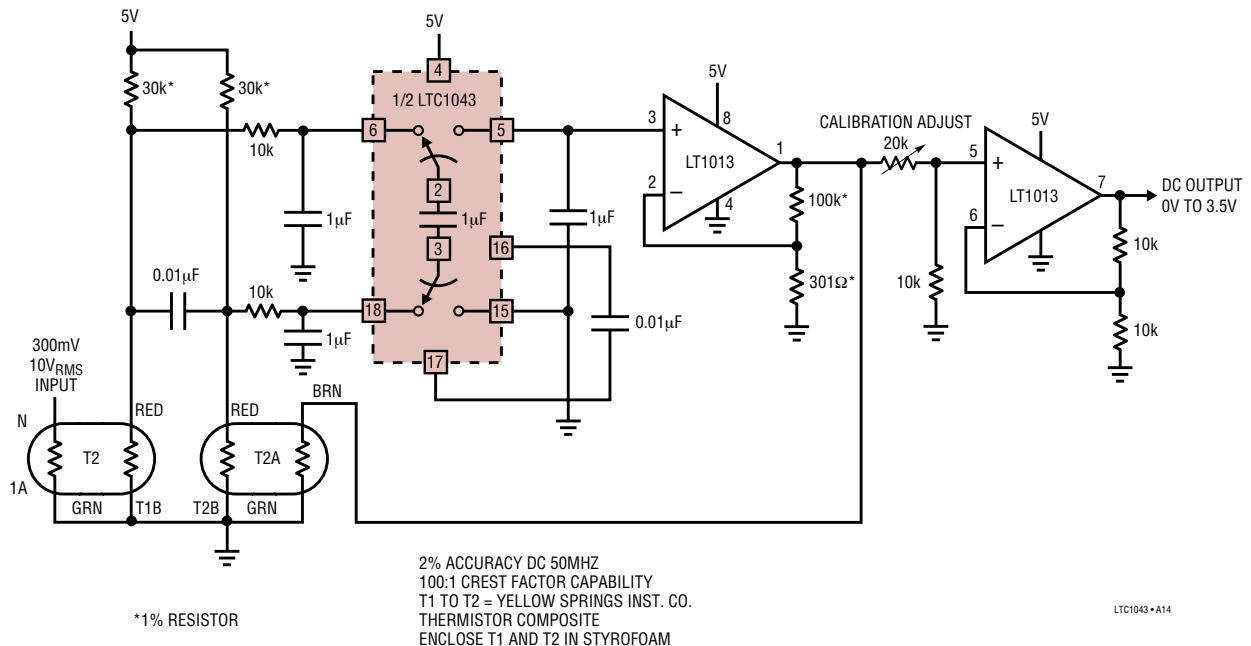 5V
30k*
30k*
10k
1µF
0.01µF
10k
1µF
300mV
10VRMS
INPUT
N
1A
RED
T2
GRN
T1B
RED
T2A
T2B
GRN
BRN
5V
4
1/2 LTC1043
6
5
2
1µF
3
16
18
15
17
1µF
0.01µF
5V
3
+
8
LT1013
1
2
–
4
100k*
301Ω*
CALIBRATION ADJUST
20k
10k
5V
5
+
LT1013
7
6
–
DC OUTPUT
0V TO 3.5V
10k
10k
*1% RESISTOR
2% ACCURACY DC 50MHZ
100:1 CREST FACTOR CAPABILITY
T1 TO T2 = YELLOW SPRINGS INST. CO.
THERMISTOR COMPOSITE
ENCLOSE T1 AND T2 IN STYROFOAM
LTC1043 • A14